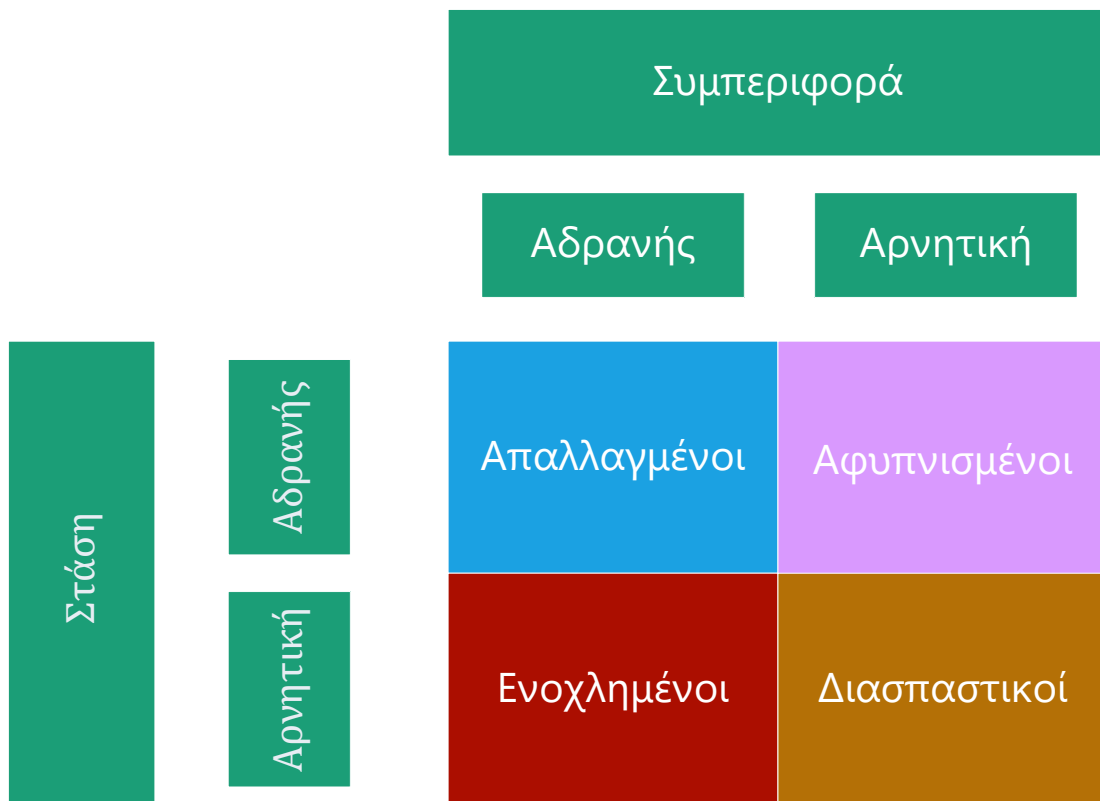 Συμπεριφορά
Αδρανής
Αρνητική
Στάση
Αδρανής
Απαλλαγμένοι
Αφυπνισμένοι
Αρνητική
Ενοχλημένοι
Διασπαστικοί